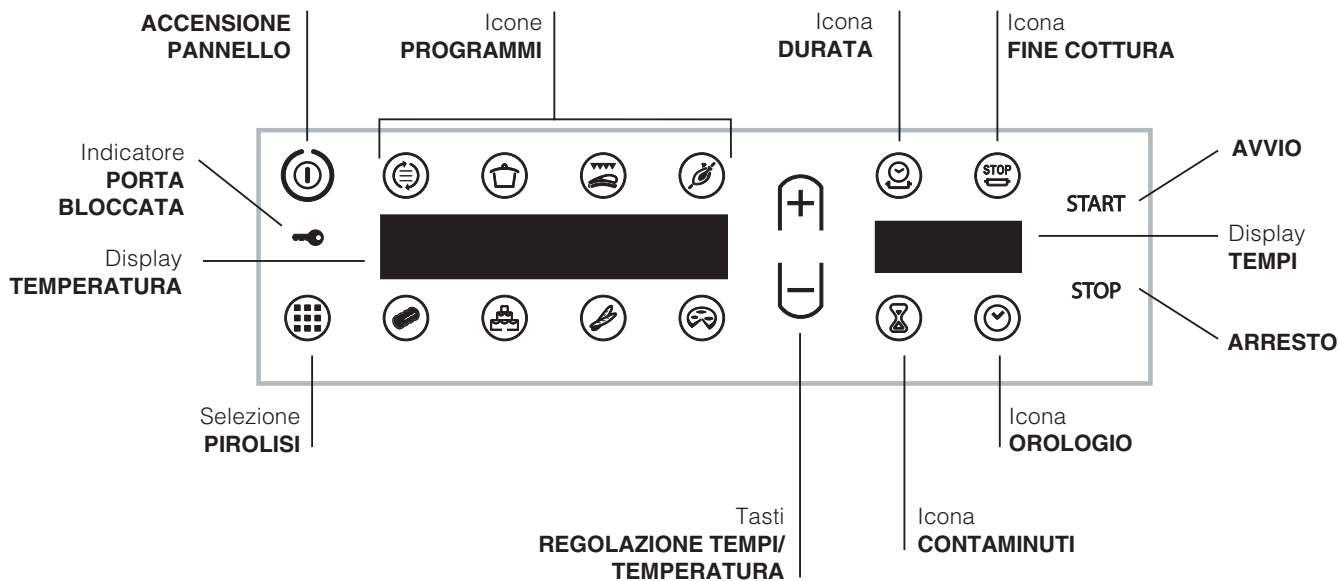 ACCENSIONE
PANNELLO
Icone
PROGRAMMI
Icona
DURATA
Icona
FINE COTTURA
Indicatore
PORTA
BLOCCATA
Display
TEMPERATURA
STOP
START
STOP
AVVIO
Display
TEMPI
ARRESTO
Selezione
PIROLISI
Tasti
REGOLAZIONE TEMPI/
TEMPERATURA
Icona
CONTAMINUTI
Icona
OROLOGIO